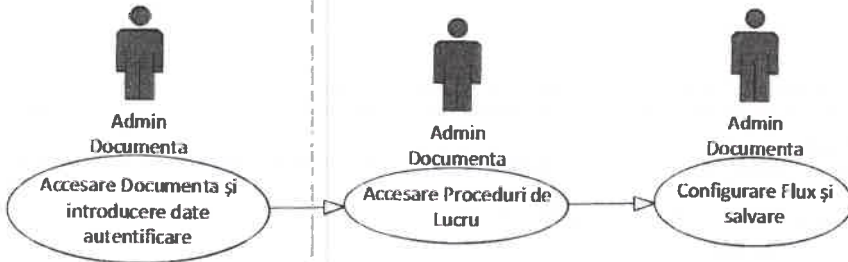 Admin
Documenta
Accesare Documenta și
introducere date
autentificare
Admin
Documenta
Accesare Proceduri de
Lucru
Admin
Documenta
Configurare Flux și
salvare